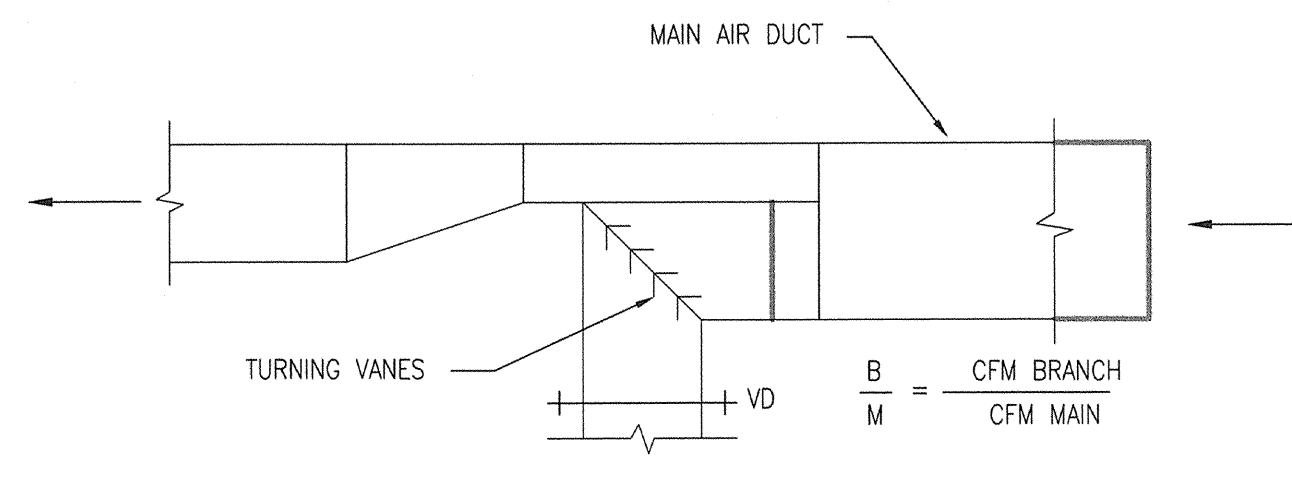 MAIN AIR DUCT
TURNING VANES
VD
B
M
=
CFM BRANCH
CFM MAIN